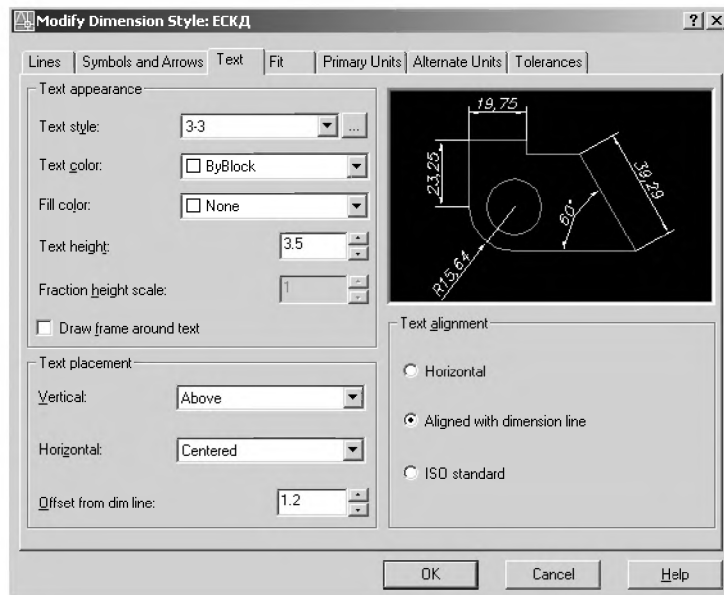 Modify Dimension Style: ЕСКД
Lines Symbols and Arrows Text Fit Primary Units Alternate Units Tolerances
Text appearance
Text style: 3-3 ...
Text color: ByBlock
Fill color: None
Text height: 3.5
Fraction height scale: 1
Draw frame around text
Text placement
Vertical: Above
Horizontal: Centered
Offset from dim line: 1.2
19,75
23,25
39,29
60°
R15,64
Text alignment
Horizontal
Aligned with dimension line
ISO standard
OK Cancel Help